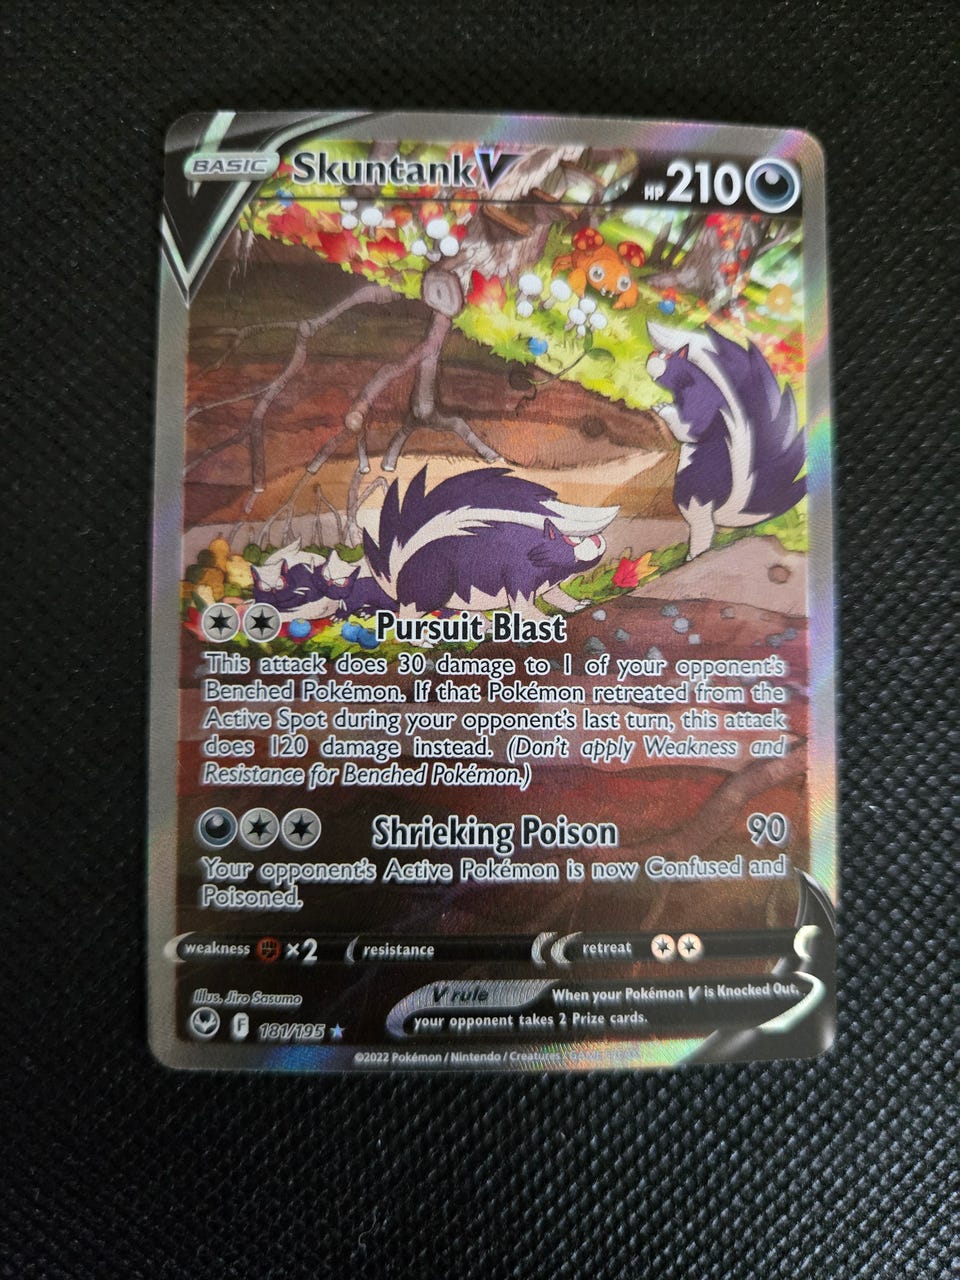 BASIC Skuntank V HP 210
Pursuit Blast
This attack does 30 damage to 1 of your opponent's
Benched Pokémon. If that Pokémon retreated from the
Active Spot during your opponent's last turn, this attack
does 120 damage instead. (Don't apply Weakness and
Resistance for Benched Pokémon.)
Shrieking Poison 90
Your opponent's Active Pokémon is now Confused and
Poisoned.
weakness ×2 resistance retreat
Illus. Jiro Sasumo
V rule When your Pokémon V is Knocked Out,
your opponent takes 2 Prize cards.
F 181/195
©2022 Pokémon / Nintendo / Creatures / GAME FREAK